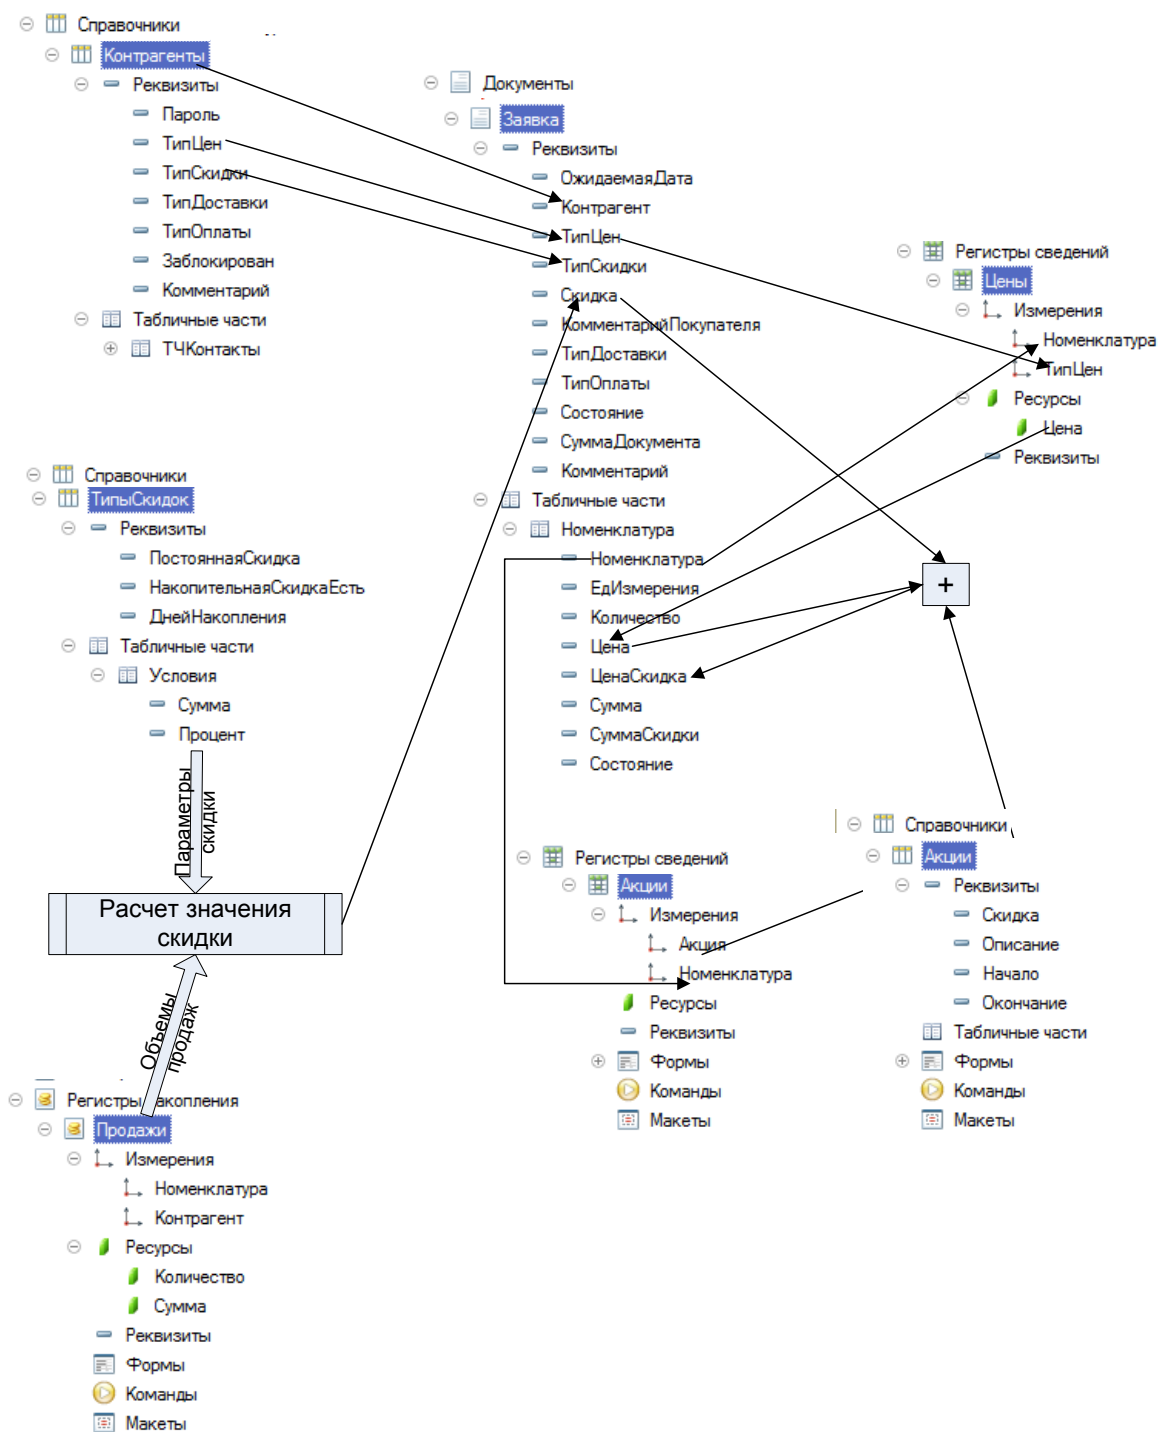 Справочники
Контрагенты
Реквизиты
Пароль
ТипЦен
ТипСкидки
ТипДоставки
ТипОплаты
Заблокирован
Комментарий
Табличные части
ТЧКонтакты
Документы
Заявка
Реквизиты
ОжидаемаяДата
Контрагент
ТипЦен
ТипСкидки
Скидка
КомментарийПокупателя
ТипДоставки
ТипОплаты
Состояние
СуммаДокумента
Комментарий
Табличные части
Номенклатура
Номенклатура
ЕдИзмерения
Количество
Цена
ЦенаСкидка
Сумма
СуммаСкидки
Состояние
Регистры сведений
Цены
Измерения
Номенклатура
ТипЦен
Ресурсы
Цена
Реквизиты
+
Справочники
ТипыСкидок
Реквизиты
ПостояннаяСкидка
НакопительнаяСкидкаЕсть
ДнейНакопления
Табличные части
Условия
Сумма
Процент
Параметры
скидки
Расчет значения
скидки
Объемы
продаж
Регистры накопления
Продажи
Измерения
Номенклатура
Контрагент
Ресурсы
Количество
Сумма
Реквизиты
Формы
Команды
Макеты
Регистры сведений
Акции
Измерения
Акция
Номенклатура
Ресурсы
Реквизиты
Формы
Команды
Макеты
Справочники
Акции
Реквизиты
Скидка
Описание
Начало
Окончание
Табличные части
Формы
Команды
Макеты